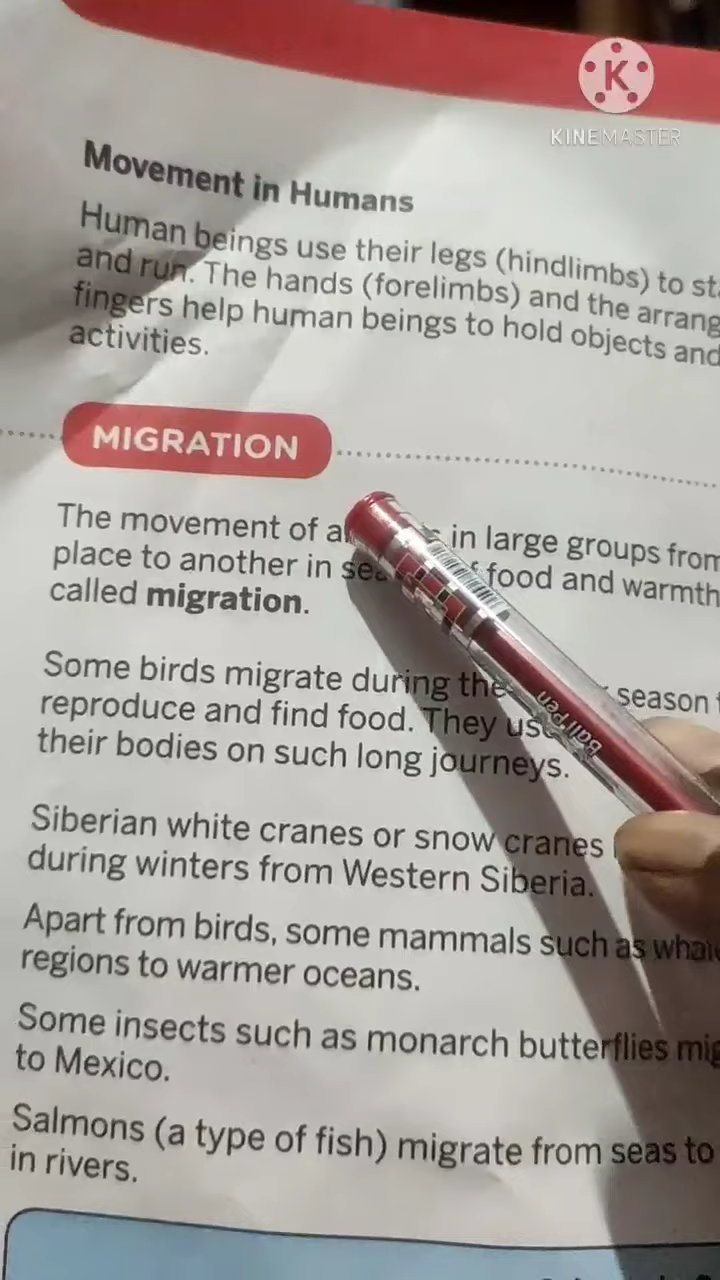 KINEMASTER
Movement in Humans
Human beings use their legs (hindlimbs) to
and run. The hands (forelimbs) and the
fingers help human beings to hold objects and
activities.
MIGRATION
The movement of in large groups from
place to another in food and warmth
called migration.
Some birds migrate during the season
reproduce and find food. They
their bodies on such long journeys.
Siberian white cranes or snow cranes
during winters from Western Siberia.
Apart from birds, some mammals such as
regions to warmer oceans.
Some insects such as monarch butterflies
to Mexico.
Salmons (a type of fish) migrate from seas to
in rivers.
Ball Pen